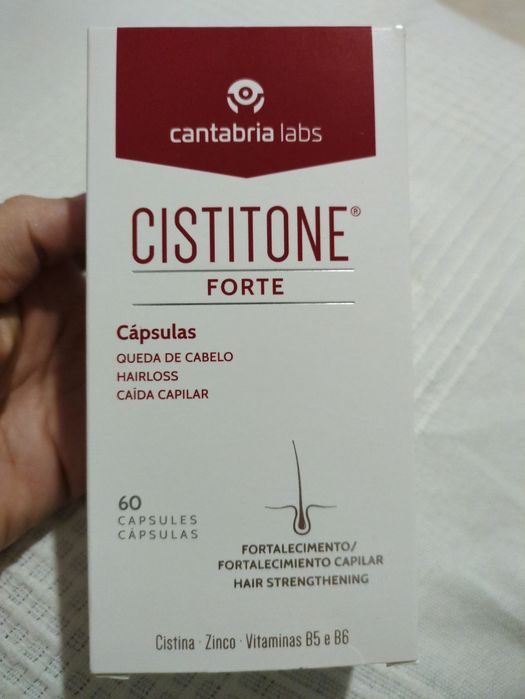 cantabria labs
CISTITONE®
FORTE
Cápsulas
QUEDA DE CABELO
HAIRLOSS
CAÍDA CAPILAR
60
CAPSULES
CÁPSULAS
FORTALECIMENTO/
FORTALECIMIENTO CAPILAR
HAIR STRENGTHENING
Cistina · Zinco · Vitaminas B5 e B6